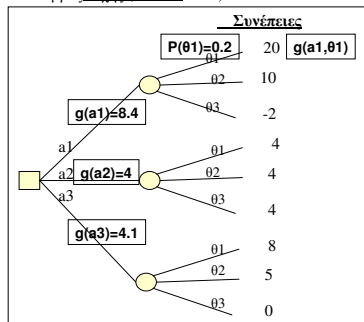 Συνέπειες
P(θ1)=0.2 20 g(a1,θ1)
θ1
θ2 10
θ3 -2
g(a1)=8.4
a1
θ1 4
a2 g(a2)=4 θ2 4
a3
θ3 4
g(a3)=4.1
θ1 8
θ2 5
θ3 0